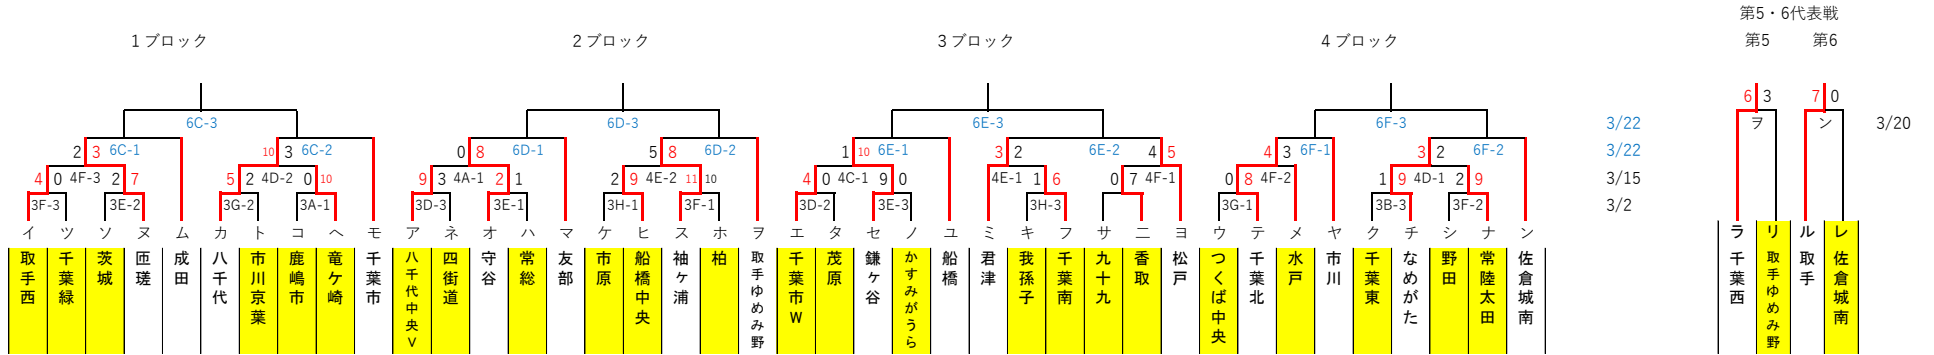 第5・6代表戦
1ブロック 2ブロック 3ブロック 4ブロック 第5 第6
6 3 7 0
6C-3 6D-3 6E-3 6F-3 3/22 ヲ ン 3/20
2 3 6C-1 10 3 6C-2 0 8 6D-1 5 8 6D-2 1 10 6E-1 3 2 6E-2 4 5 4 3 6F-1 3 2 6F-2 3/22
4 0 4F-3 2 7 5 2 4D-2 0 10 9 3 4A-1 2 1 2 9 4E-2 11 10 4 0 4C-1 9 0 4E-1 1 6 0 7 4F-1 0 8 4F-2 1 9 4D-1 2 9 3/15
3F-3 3E-2 3G-2 3A-1 3D-3 3E-1 3H-1 3F-1 3D-2 3E-3 3H-3 3G-1 3B-3 3F-2 3/2
イ ツ ソ ヌ ム カ ト コ ヘ モ ア ネ オ ハ マ ケ ヒ ス ホ ヲ エ タ セ ノ ユ ミ キ フ サ ニ ヨ ウ テ メ ヤ ク チ シ ナ ン ラ リ ル レ
取手西
千葉緑
茨城
匝瑳
成田
八千代
市川京葉
鹿嶋市
竜ケ崎
千葉市
八千代中央V
四街道
守谷
常総
友部
市原
船橋中央
袖ヶ浦
柏
取手ゆめみ野
千葉市W
茂原
鎌ヶ谷
かすみがうら
船橋
君津
我孫子
千葉南
九十九
香取
松戸
つくば中央
千葉北
水戸
市川
千葉東
なめがた
野田
常陸太田
佐倉城南
千葉西
取手ゆめみ野
取手
佐倉城南